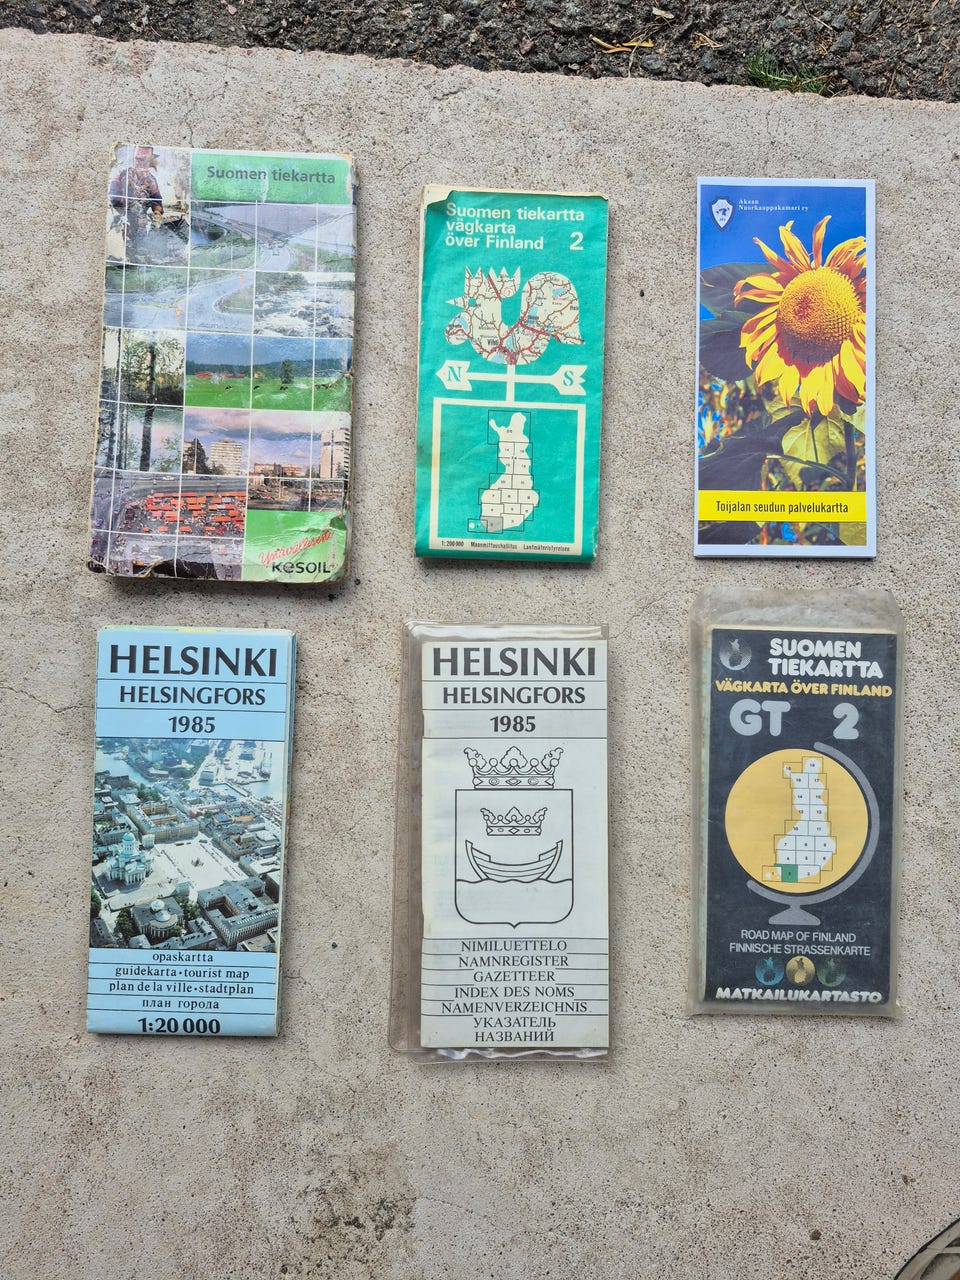 Suomen tiekartta
Ystävällisesti
KESOIL
Suomen tiekartta
vägkarta
över Finland 2
Vihti
N S
1:200 000 Maanmittaushallitus Lantmäteristyrelsen
Akaan
Nuorkauppakamari ry
Toijalan seudun palvelukartta
HELSINKI
HELSINGFORS
1985
opaskartta
guidekarta • tourist map
plan de la ville • stadtplan
план города
1:20 000
HELSINKI
HELSINGFORS
1985
NIMILUETTELO
NAMNREGISTER
GAZETTEER
INDEX DES NOMS
NAMENVERZEICHNIS
УКАЗАТЕЛЬ
НАЗВАНИЙ
SUOMEN
TIEKARTTA
VÄGKARTA ÖVER FINLAND
GT 2
ROAD MAP OF FINLAND
FINNISCHE STRASSENKARTE
MATKAILUKARTASTO